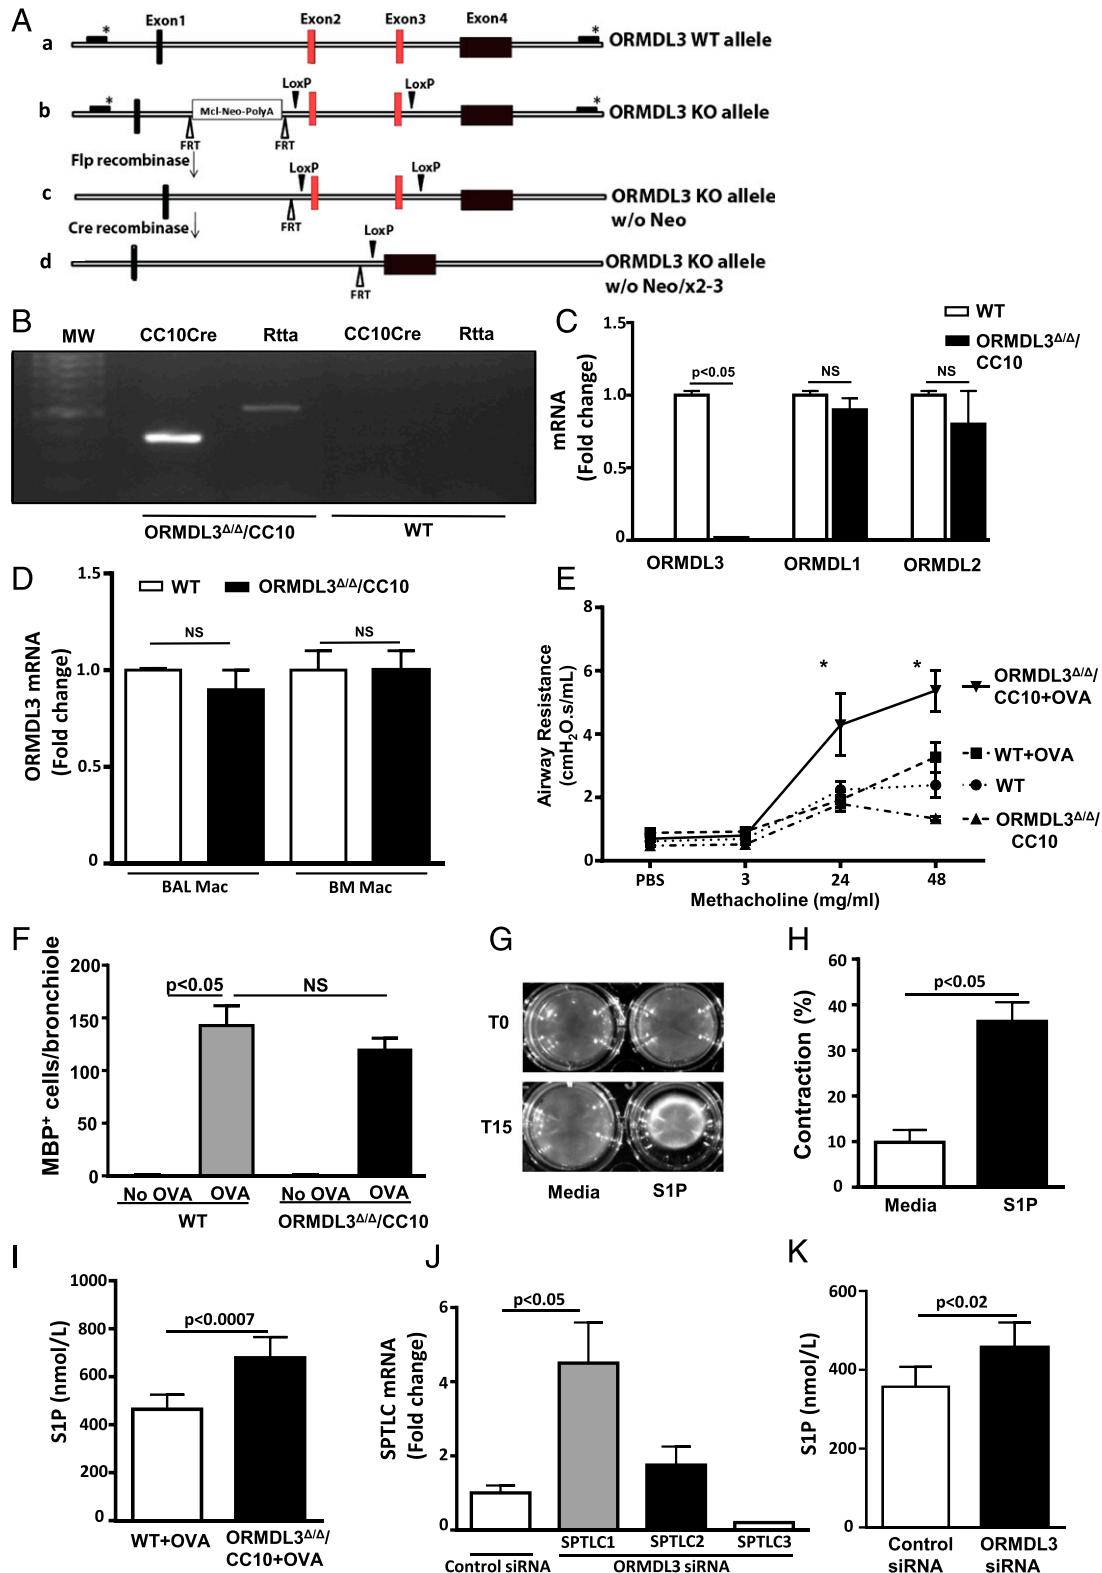 A
Exon1 Exon2 Exon3 Exon4
* *
a ORMDL3 WT allele
LoxP LoxP
* *
b Mcl-Neo-PolyA ORMDL3 KO allele
FRT FRT
Flp recombinase
LoxP LoxP
c ORMDL3 KO allele
w/o Neo
FRT
Cre recombinase
LoxP
d ORMDL3 KO allele
w/o Neo/x2-3
FRT
B
MW CC10Cre Rtta CC10Cre Rtta
ORMDL3Δ/Δ/CC10 WT
C
WT
ORMDL3Δ/Δ/
CC10
mRNA
(Fold change)
1.5
1.0
0.5
0
p<0.05 NS NS
ORMDL3 ORMDL1 ORMDL2
D
WT ORMDL3Δ/Δ/CC10
ORMDL3 mRNA
(Fold change)
1.5
1.0
0.5
0
NS NS
BAL Mac BM Mac
E
Airway Resistance
(cmH2O.s/mL)
8
6
4
2
0
* *
ORMDL3Δ/Δ/
CC10+OVA
WT+OVA
WT
ORMDL3Δ/Δ/
CC10
PBS 3 24 48
Methacholine (mg/ml)
F
MBP+ cells/bronchiole
200
150
100
50
0
p<0.05 NS
No OVA OVA No OVA OVA
WT ORMDL3Δ/Δ/CC10
G
T0
T15
Media S1P
H
Contraction (%)
60
40
30
20
10
0
p<0.05
Media S1P
I
S1P (nmol/L)
1000
800
600
400
200
0
p<0.0007
WT+OVA ORMDL3Δ/Δ/
CC10+OVA
J
SPTLC mRNA
(Fold change)
6
4
2
0
p<0.05
SPTLC1 SPTLC2 SPTLC3
Control siRNA ORMDL3 siRNA
K
S1P (nmol/L)
600
400
200
0
p<0.02
Control
siRNA
ORMDL3
siRNA